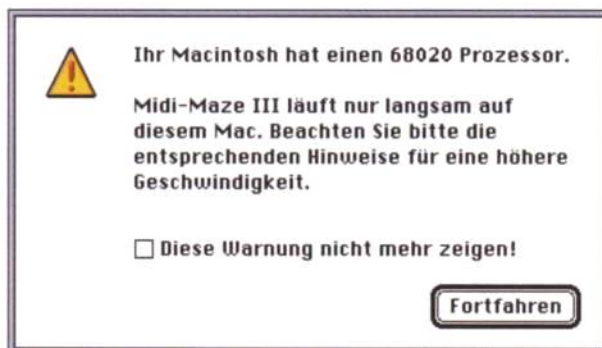 Ihr Macintosh hat einen 68020 Prozessor.
Midi-Maze III läuft nur langsam auf
diesem Mac. Beachten Sie bitte die
entsprechenden Hinweise für eine höhere
Geschwindigkeit.
Diese Warnung nicht mehr zeigen!
Fortfahren